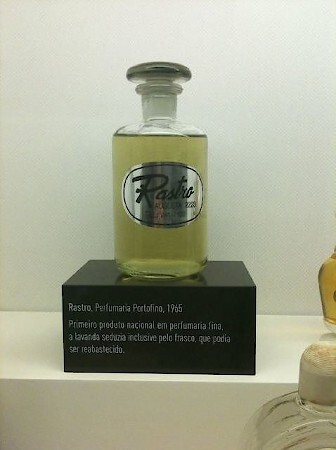 Rastro
Rastro, Perfumaria Portofino, 1965
Primeiro produto nacional em perfumaria fina,
a lavanda seduzia inclusive pelo frasco, que podia
ser reabastecido.